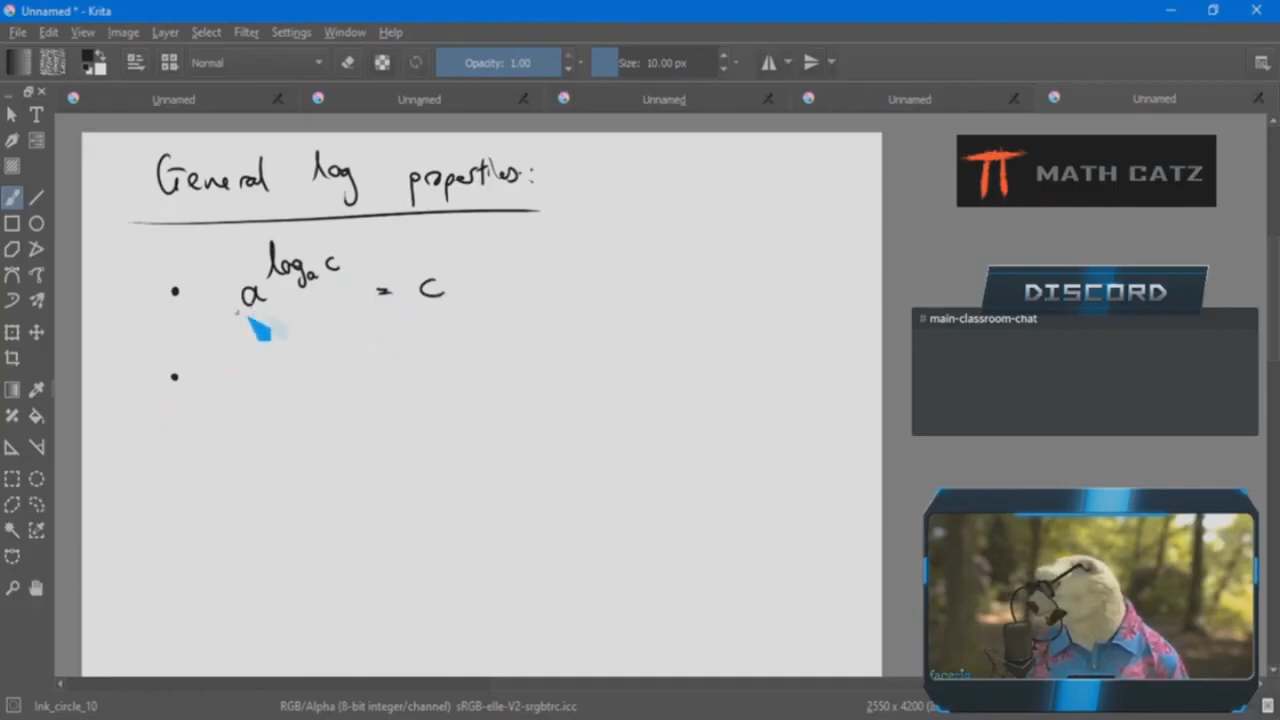 Unnamed * - Krita
File Edit View Image Layer Select Filter Settings Window Help
Normal Opacity: 1.00 Size: 10.00 px
Unnamed Unnamed Unnamed Unnamed Unnamed
General log properties:
a^{log_a c} = c
MATH CATZ
DISCORD
# main-classroom-chat
facerig
Ink_circle_10 RGB/Alpha (8-bit integer/channel) sRGB-elle-V2-srgbtrc.icc 2550 x 4200